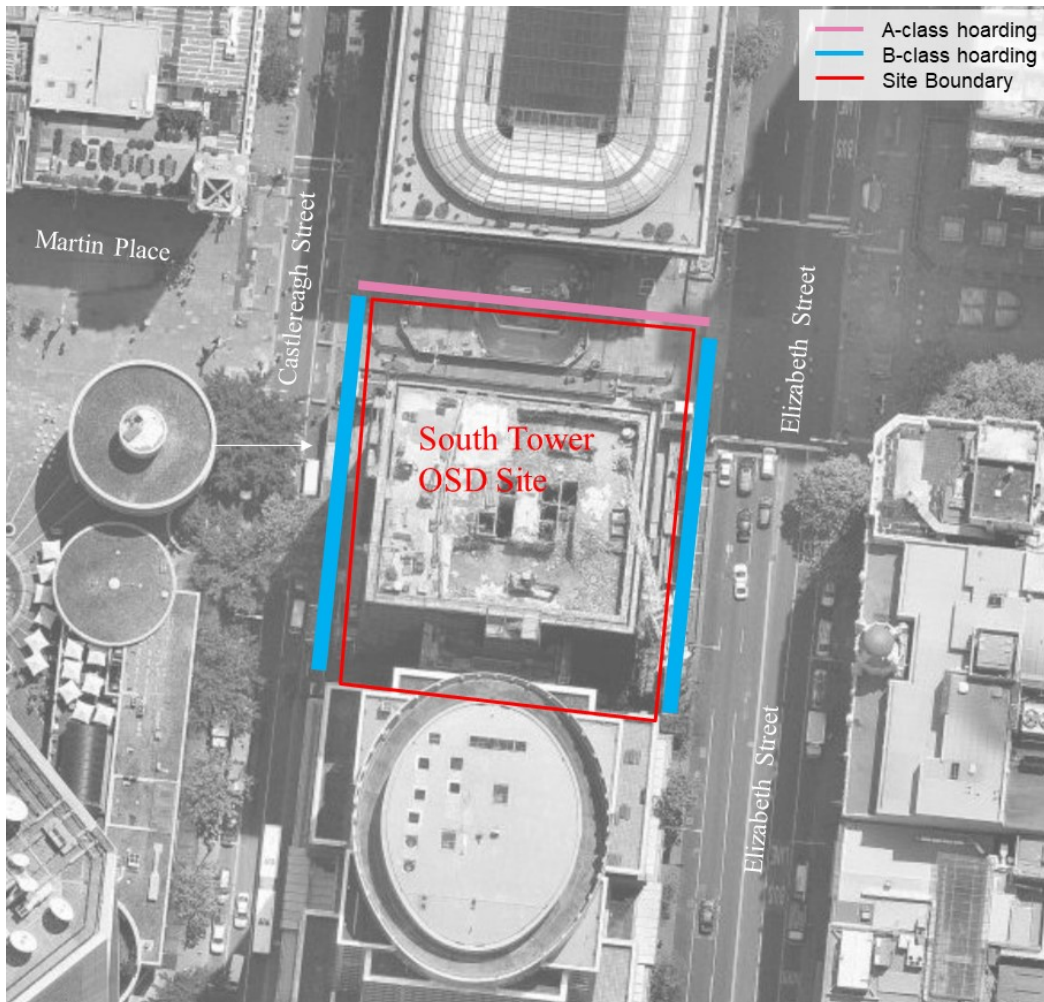 A-class hoarding
B-class hoarding
Site Boundary
Martin Place
Castlereagh Street
Elizabeth Street
South Tower
OSD Site
Elizabeth Street